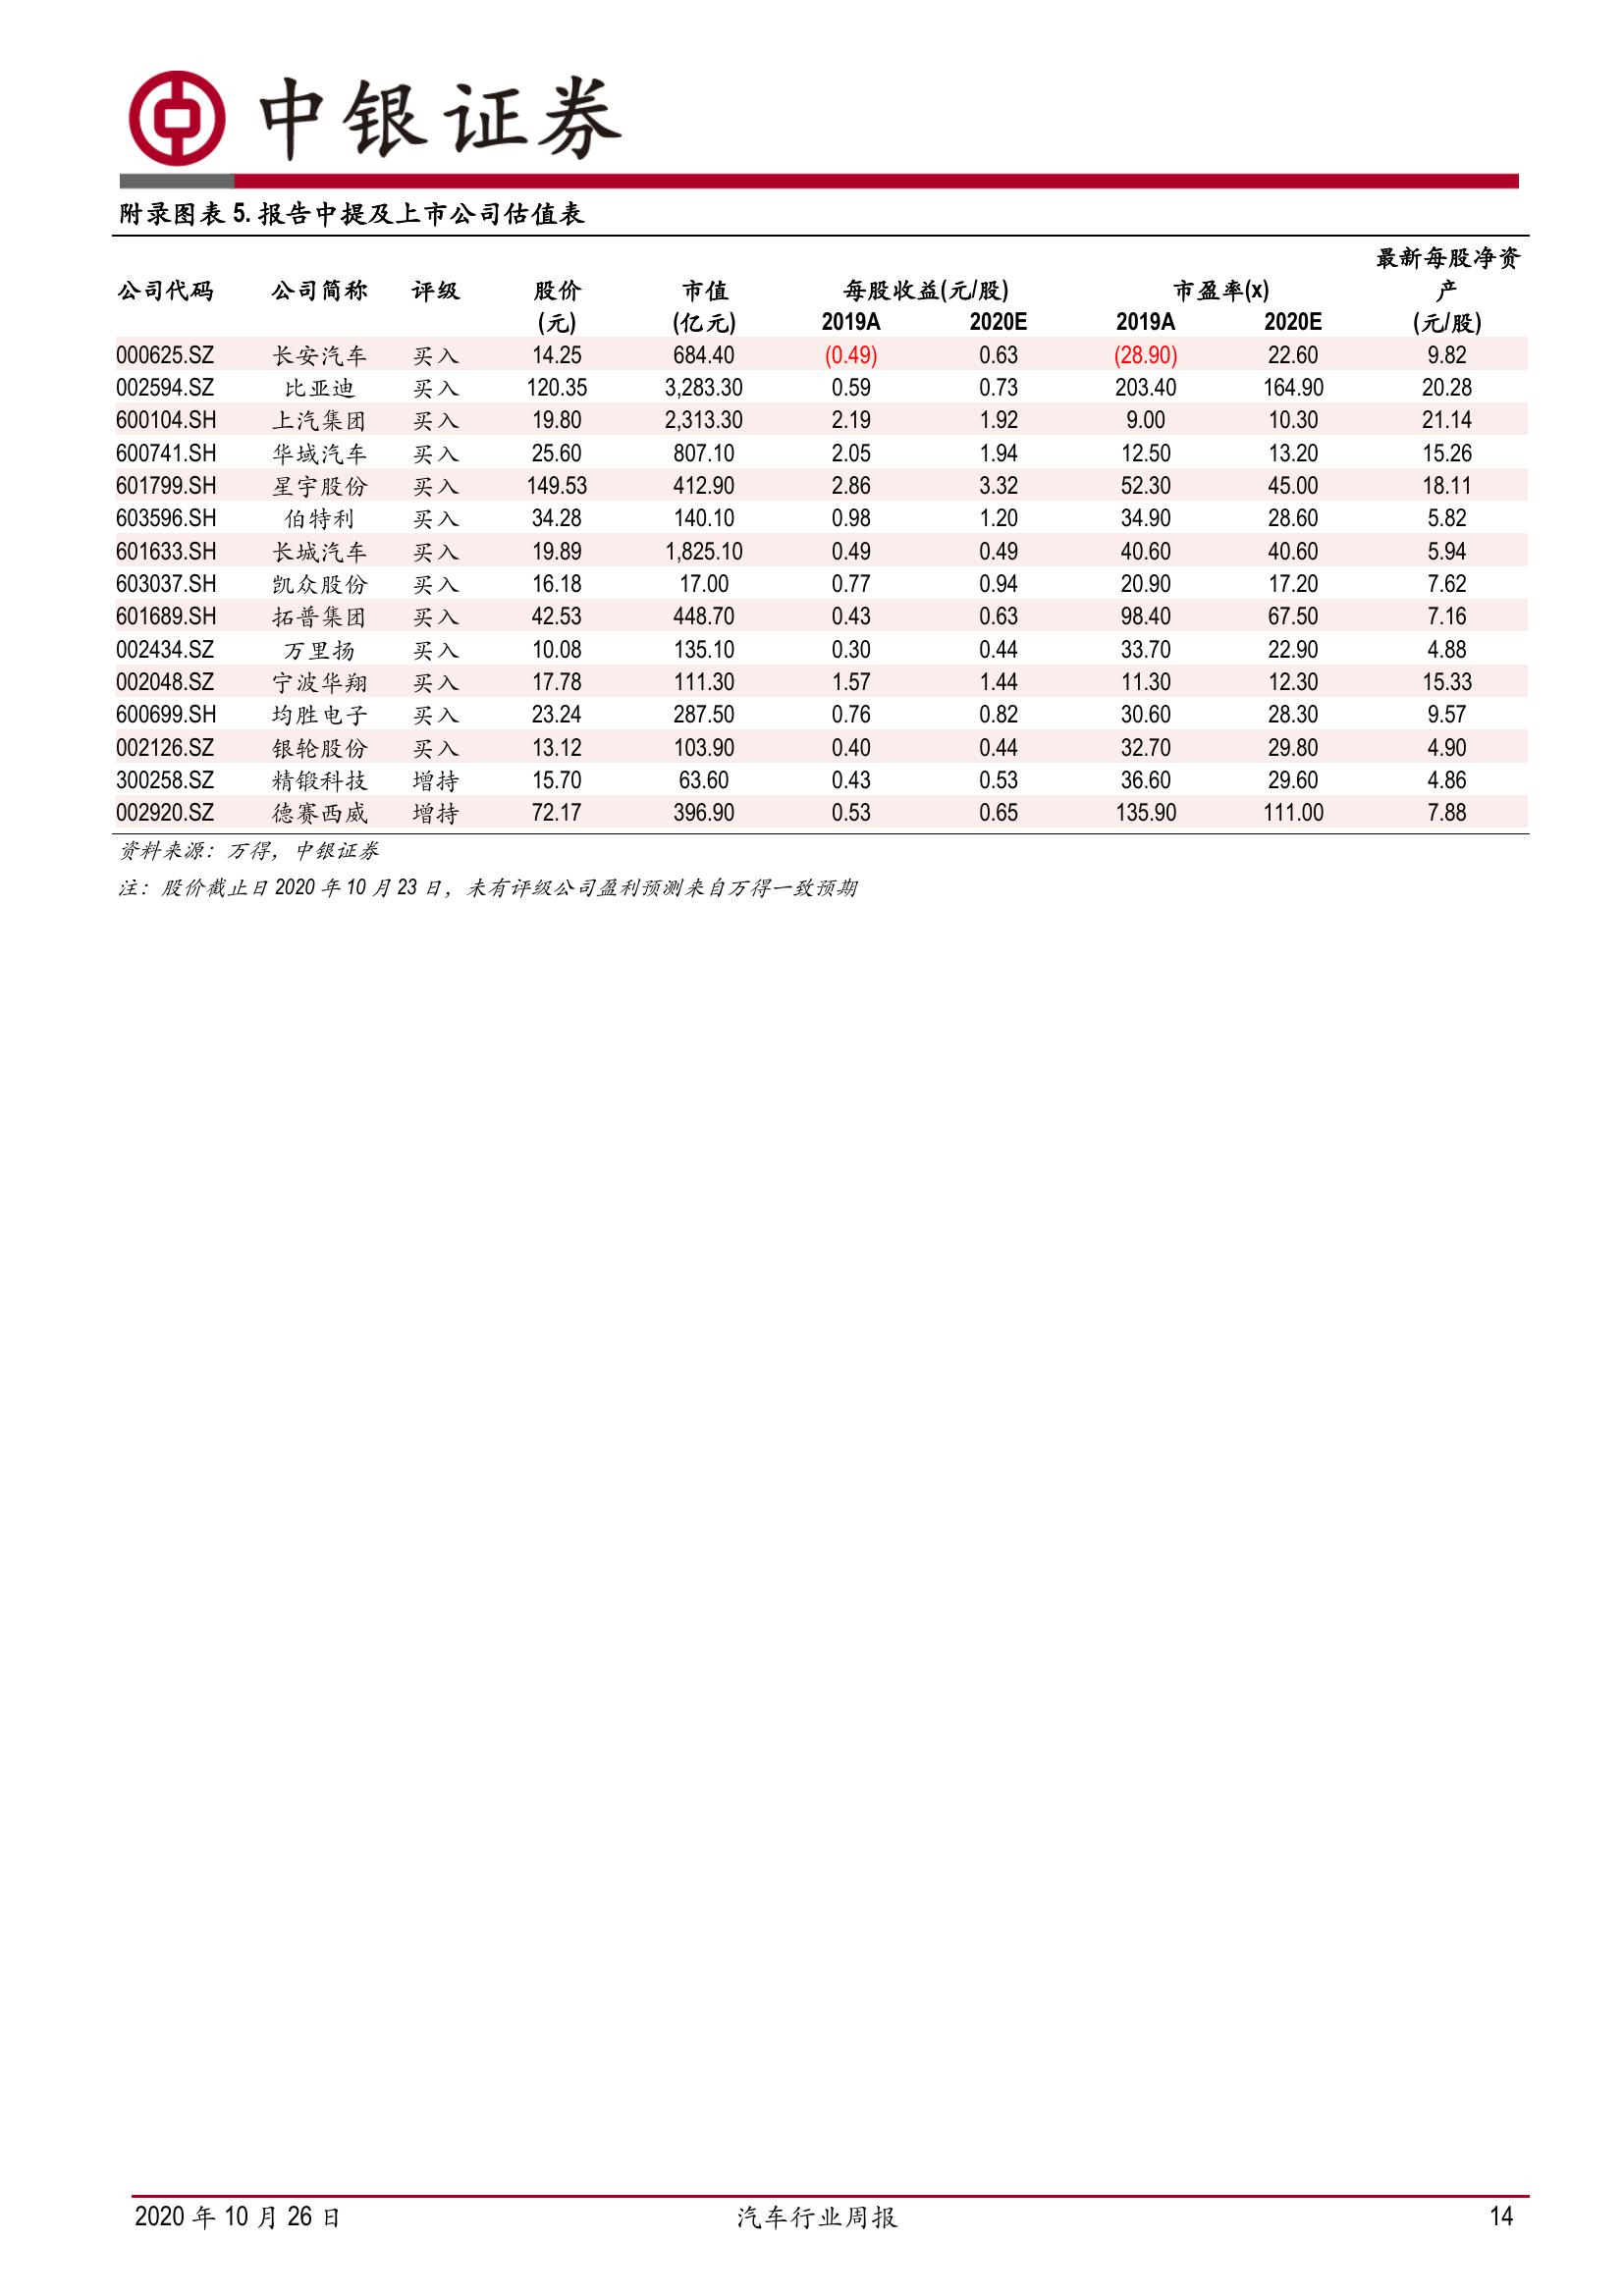 中银证券
附录图表 5. 报告中提及上市公司估值表
最新每股净资
公司代码 公司简称 评级 股价 市值 每股收益(元/股) 市盈率(x) 产
(元) (亿元) 2019A 2020E 2019A 2020E (元/股)
000625.SZ 长安汽车 买入 14.25 684.40 (0.49) 0.63 (28.90) 22.60 9.82
002594.SZ 比亚迪 买入 120.35 3,283.30 0.59 0.73 203.40 164.90 20.28
600104.SH 上汽集团 买入 19.80 2,313.30 2.19 1.92 9.00 10.30 21.14
600741.SH 华域汽车 买入 25.60 807.10 2.05 1.94 12.50 13.20 15.26
601799.SH 星宇股份 买入 149.53 412.90 2.86 3.32 52.30 45.00 18.11
603596.SH 伯特利 买入 34.28 140.10 0.98 1.20 34.90 28.60 5.82
601633.SH 长城汽车 买入 19.89 1,825.10 0.49 0.49 40.60 40.60 5.94
603037.SH 凯众股份 买入 16.18 17.00 0.77 0.94 20.90 17.20 7.62
601689.SH 拓普集团 买入 42.53 448.70 0.43 0.63 98.40 67.50 7.16
002434.SZ 万里扬 买入 10.08 135.10 0.30 0.44 33.70 22.90 4.88
002048.SZ 宁波华翔 买入 17.78 111.30 1.57 1.44 11.30 12.30 15.33
600699.SH 均胜电子 买入 23.24 287.50 0.76 0.82 30.60 28.30 9.57
002126.SZ 银轮股份 买入 13.12 103.90 0.40 0.44 32.70 29.80 4.90
300258.SZ 精锻科技 增持 15.70 63.60 0.43 0.53 36.60 29.60 4.86
002920.SZ 德赛西威 增持 72.17 396.90 0.53 0.65 135.90 111.00 7.88
资料来源：万得，中银证券
注：股价截止日 2020 年 10 月 23 日，未有评级公司盈利预测来自万得一致预期
2020 年 10 月 26 日 汽车行业周报 14